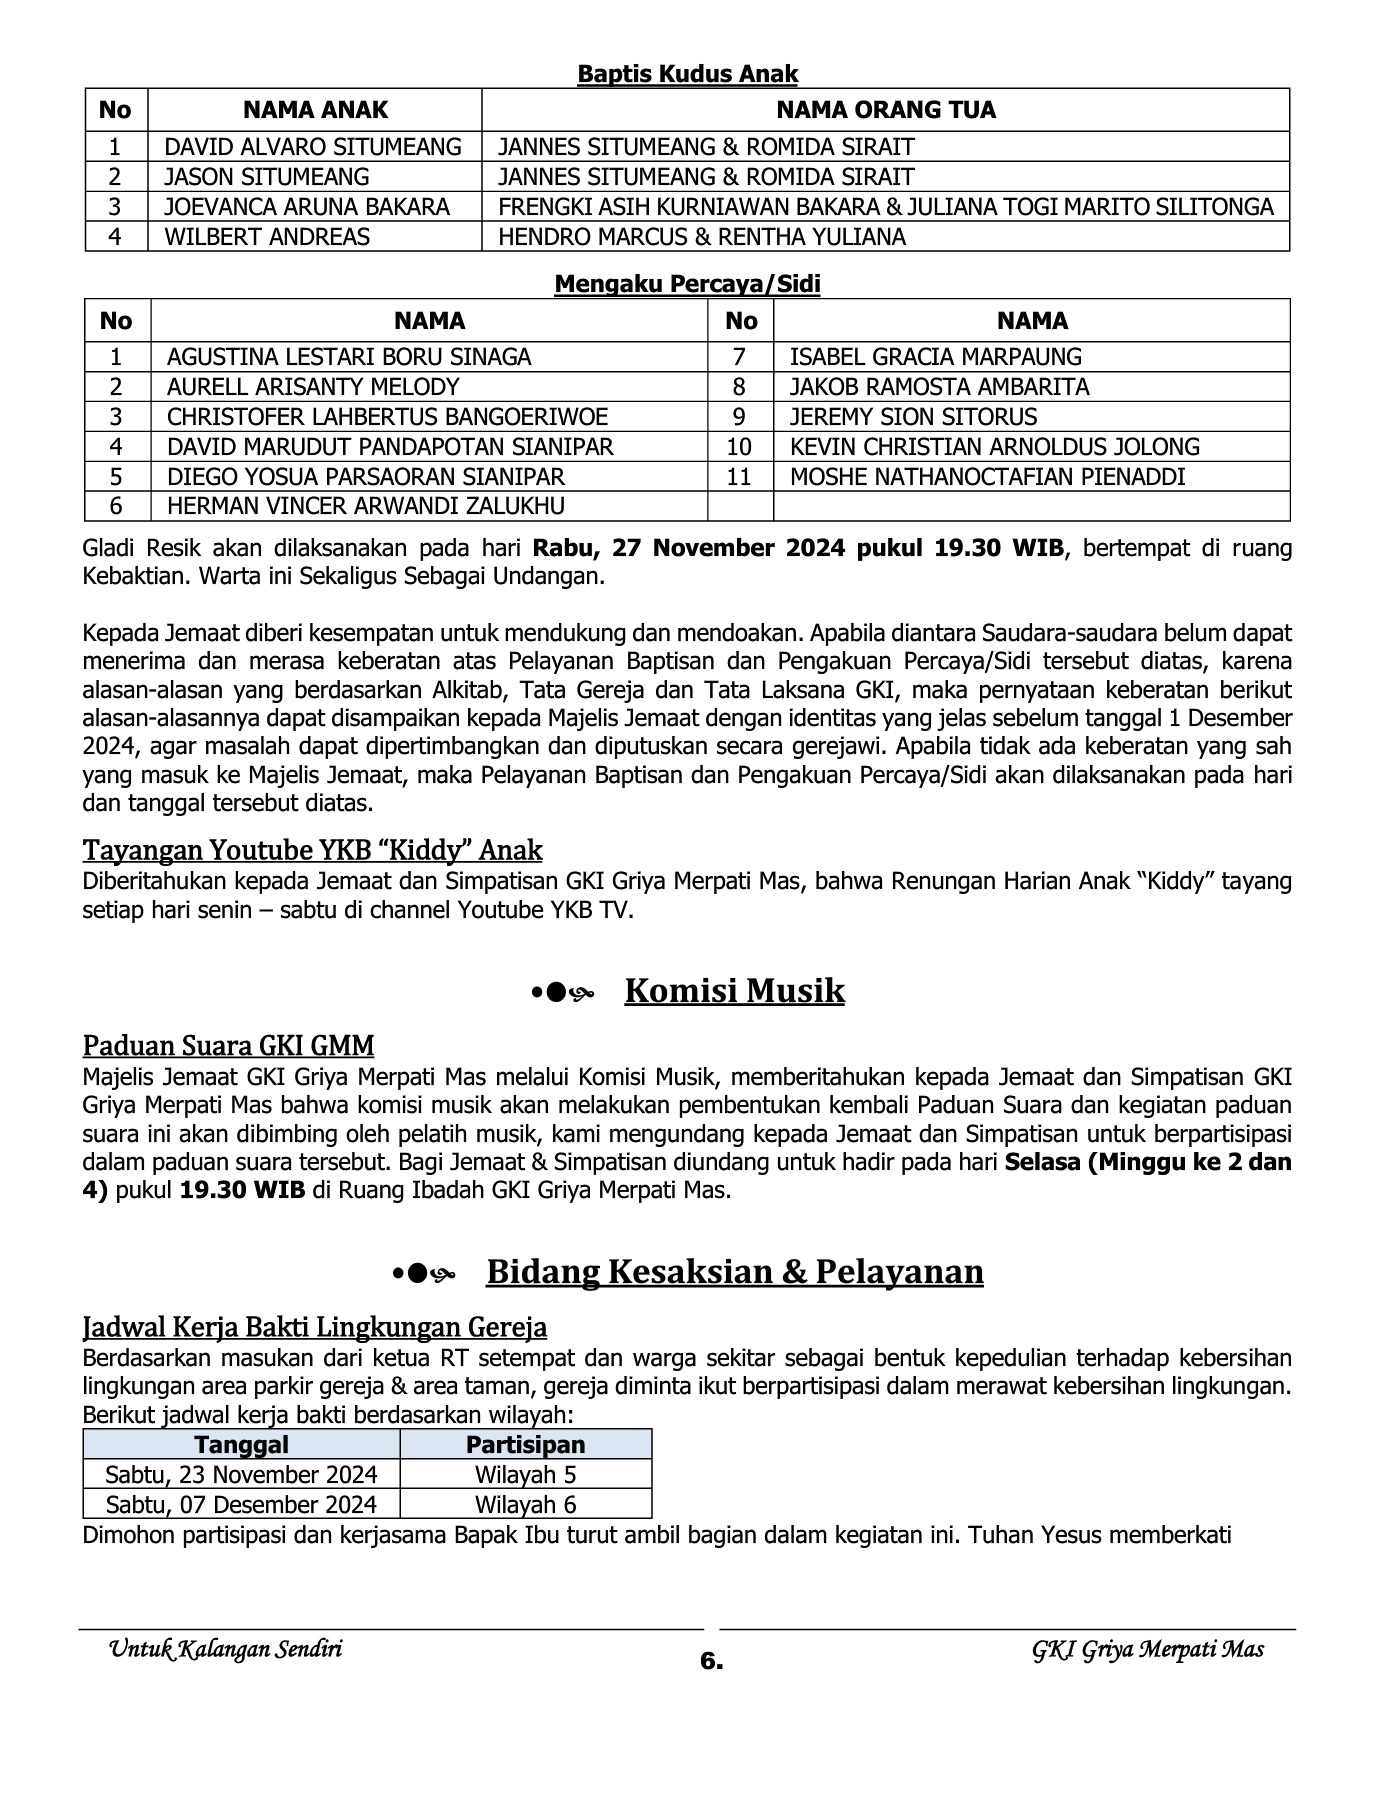 Baptis Kudus Anak
No NAMA ANAK NAMA ORANG TUA
1 DAVID ALVARO SITUMEANG JANNES SITUMEANG & ROMIDA SIRAIT
2 JASON SITUMEANG JANNES SITUMEANG & ROMIDA SIRAIT
3 JOEVANCA ARUNA BAKARA FRENGKI ASIH KURNIAWAN BAKARA & JULIANA TOGI MARITO SILITONGA
4 WILBERT ANDREAS HENDRO MARCUS & RENTHA YULIANA
Mengaku Percaya/Sidi
No NAMA No NAMA
1 AGUSTINA LESTARI BORU SINAGA 7 ISABEL GRACIA MARPAUNG
2 AURELL ARISANTY MELODY 8 JAKOB RAMOSTA AMBARITA
3 CHRISTOFER LAHBERTUS BANGOERIWOE 9 JEREMY SION SITORUS
4 DAVID MARUDUT PANDAPOTAN SIANIPAR 10 KEVIN CHRISTIAN ARNOLDUS JOLONG
5 DIEGO YOSUA PARSAORAN SIANIPAR 11 MOSHE NATHANOCTAFIAN PIENADDI
6 HERMAN VINCER ARWANDI ZALUKHU
Gladi Resik akan dilaksanakan pada hari Rabu, 27 November 2024 pukul 19.30 WIB, bertempat di ruang
Kebaktian. Warta ini Sekaligus Sebagai Undangan.
Kepada Jemaat diberi kesempatan untuk mendukung dan mendoakan. Apabila diantara Saudara-saudara belum dapat
menerima dan merasa keberatan atas Pelayanan Baptisan dan Pengakuan Percaya/Sidi tersebut diatas, karena
alasan-alasan yang berdasarkan Alkitab, Tata Gereja dan Tata Laksana GKI, maka pernyataan keberatan berikut
alasan-alasannya dapat disampaikan kepada Majelis Jemaat dengan identitas yang jelas sebelum tanggal 1 Desember
2024, agar masalah dapat dipertimbangkan dan diputuskan secara gerejawi. Apabila tidak ada keberatan yang sah
yang masuk ke Majelis Jemaat, maka Pelayanan Baptisan dan Pengakuan Percaya/Sidi akan dilaksanakan pada hari
dan tanggal tersebut diatas.
Tayangan Youtube YKB “Kiddy” Anak
Diberitahukan kepada Jemaat dan Simpatisan GKI Griya Merpati Mas, bahwa Renungan Harian Anak “Kiddy” tayang
setiap hari senin – sabtu di channel Youtube YKB TV.
Komisi Musik
Paduan Suara GKI GMM
Majelis Jemaat GKI Griya Merpati Mas melalui Komisi Musik, memberitahukan kepada Jemaat dan Simpatisan GKI
Griya Merpati Mas bahwa komisi musik akan melakukan pembentukan kembali Paduan Suara dan kegiatan paduan
suara ini akan dibimbing oleh pelatih musik, kami mengundang kepada Jemaat dan Simpatisan untuk berpartisipasi
dalam paduan suara tersebut. Bagi Jemaat & Simpatisan diundang untuk hadir pada hari Selasa (Minggu ke 2 dan
4) pukul 19.30 WIB di Ruang Ibadah GKI Griya Merpati Mas.
Bidang Kesaksian & Pelayanan
Jadwal Kerja Bakti Lingkungan Gereja
Berdasarkan masukan dari ketua RT setempat dan warga sekitar sebagai bentuk kepedulian terhadap kebersihan
lingkungan area parkir gereja & area taman, gereja diminta ikut berpartisipasi dalam merawat kebersihan lingkungan.
Berikut jadwal kerja bakti berdasarkan wilayah:
Tanggal Partisipan
Sabtu, 23 November 2024 Wilayah 5
Sabtu, 07 Desember 2024 Wilayah 6
Dimohon partisipasi dan kerjasama Bapak Ibu turut ambil bagian dalam kegiatan ini. Tuhan Yesus memberkati
Untuk Kalangan Sendiri 6. GKI Griya Merpati Mas